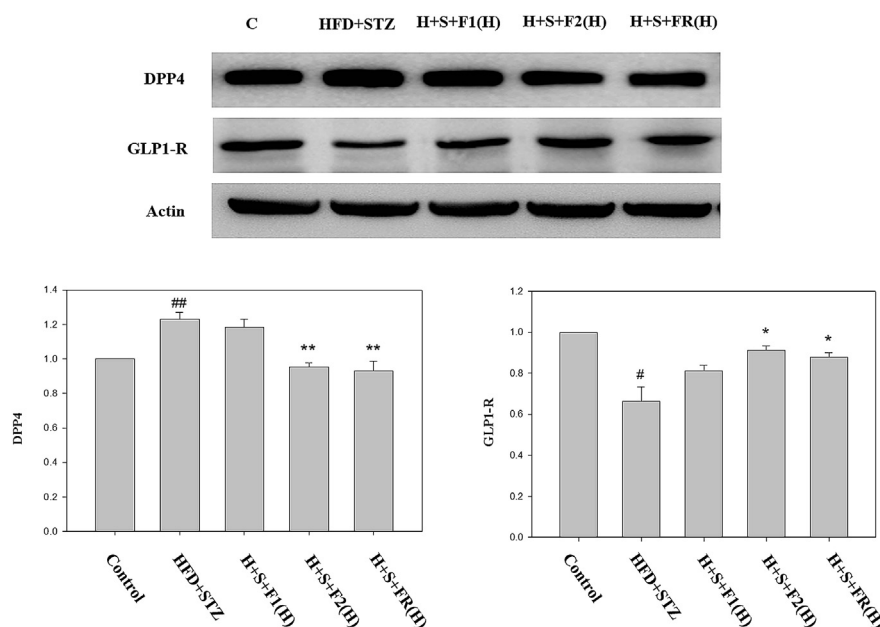 C HFD+STZ H+S+F1(H) H+S+F2(H) H+S+FR(H)
DPP4
GLP1-R
Actin
DPP4
1.4
1.2
1.0
0.8
0.6
0.4
0.2
0.0
##
**
**
Control
HFD+STZ
H+S+F1(H)
H+S+F2(H)
H+S+FR(H)
GLP1-R
1.2
1.0
0.8
0.6
0.4
0.2
0.0
#
*
*
Control
HFD+STZ
H+S+F1(H)
H+S+F2(H)
H+S+FR(H)